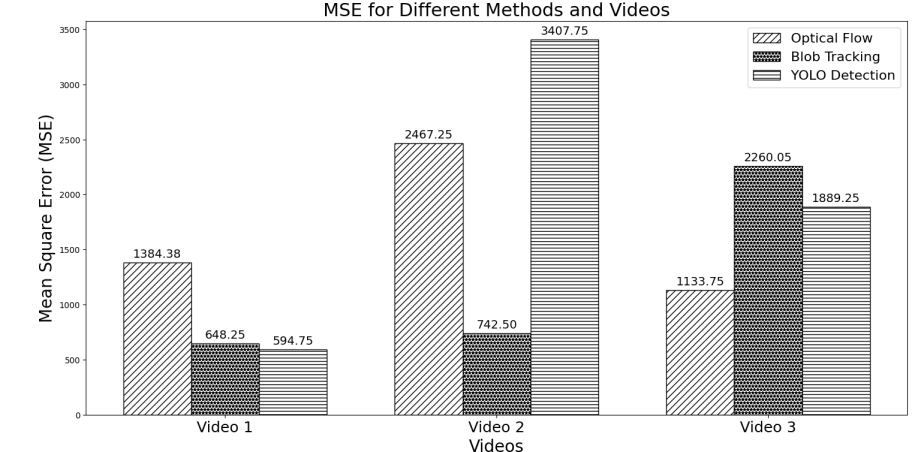 MSE for Different Methods and Videos
Optical Flow
Blob Tracking
YOLO Detection
Mean Square Error (MSE)
3500
3000
2500
2000
1500
1000
500
0
1384.38
648.25
594.75
2467.25
742.50
3407.75
1133.75
2260.05
1889.25
Video 1
Video 2
Video 3
Videos